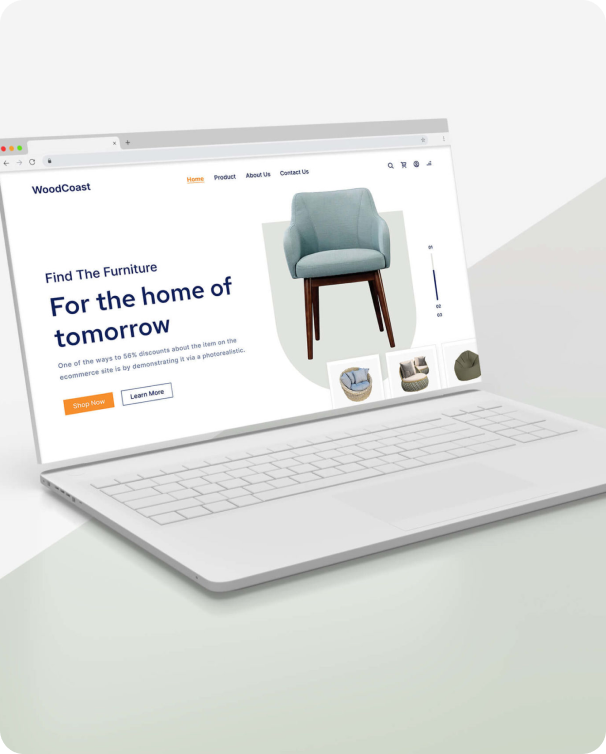 WoodCoast
Home Product About Us Contact Us
Find The Furniture
For the home of
tomorrow
One of the ways to 56% discounts about the item on the
ecommerce site is by demonstrating it via a photorealistic.
Shop Now Learn More
01
02
03